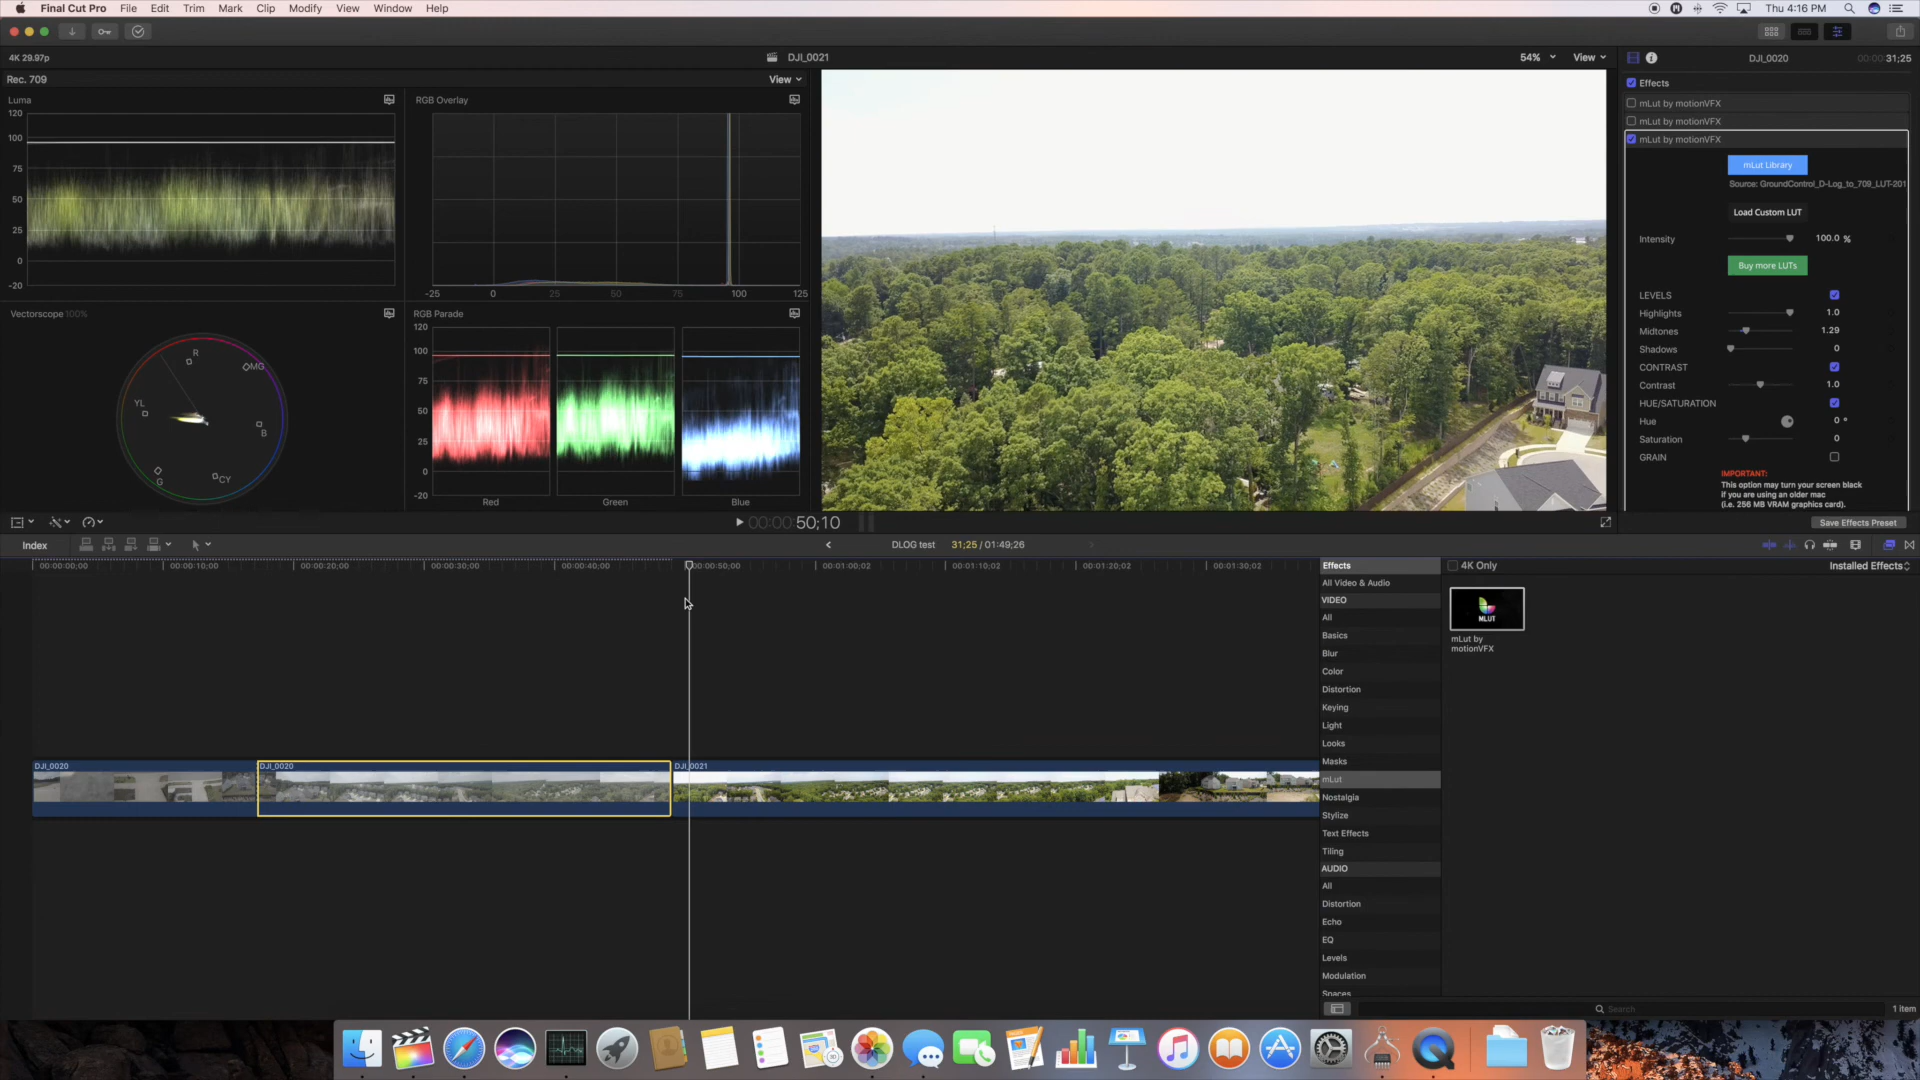 Final Cut Pro File Edit Trim Mark Clip Modify View Window Help
Thu 4:16 PM
4K 29.97p
DJI_0021
54%
View
DJI_0020
00:00:31;25
Rec. 709
View
Effects
Luma
RGB Overlay
mLut by motionVFX
mLut by motionVFX
mLut by motionVFX
120
100
75
50
25
0
-20
-25 0 25 50 75 100 125
mLut Library
Source: GroundControl_D-Log_to_709_LUT-201
Load Custom LUT
Intensity 100.0 %
Buy more LUTs
LEVELS
Highlights 1.0
Midtones 1.29
Shadows 0
CONTRAST
Contrast 1.0
HUE/SATURATION
Hue 0 °
Saturation 0
GRAIN
IMPORTANT:
This option may turn your screen black
if you are using an older mac
(i.e. 256 MB VRAM graphics card).
Save Effects Preset
Vectorscope 100%
R
MG
YL
B
G
CY
RGB Parade
120
100
75
50
25
0
-20
Red Green Blue
00:00:50;10
Index
DLOG test
31;25 / 01:49;26
00:00:00;00 00:00:10;00 00:00:20;00 00:00:30;00 00:00:40;00 00:00:50;00 00:01:00;02 00:01:10;02 00:01:20;02 00:01:30;02
DJI_0020
DJI_0020
DJI_0021
Effects
4K Only
Installed Effects
All Video & Audio
VIDEO
All
Basics
Blur
Color
Distortion
Keying
Light
Looks
Masks
mLut
Nostalgia
Stylize
Text Effects
Tiling
AUDIO
All
Distortion
Echo
EQ
Levels
Modulation
Spaces
MLUT
mLut by
motionVFX
Search
1 item